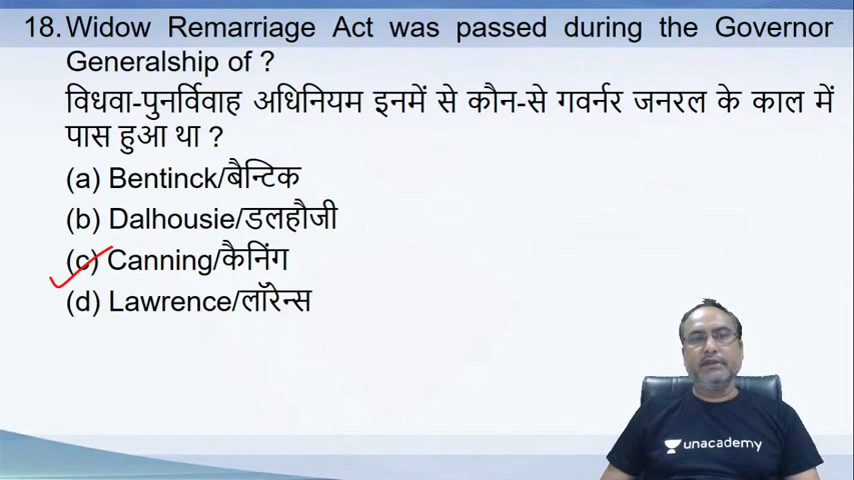 18. Widow Remarriage Act was passed during the Governor
Generalship of ?
विधवा-पुनर्विवाह अधिनियम इनमें से कौन-से गवर्नर जनरल के काल में
पास हुआ था ?
(a) Bentinck/बैन्टिक
(b) Dalhousie/डलहौजी
(c) Canning/कैनिंग
(d) Lawrence/लॉरेन्स
unacademy